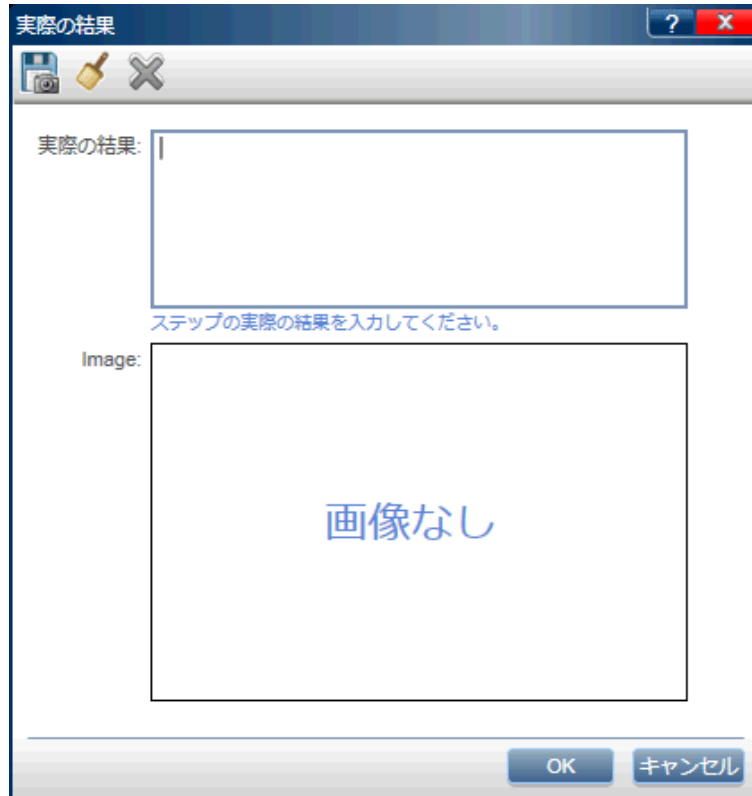 実際の結果
?
X
実際の結果:
ステップの実際の結果を入力してください。
Image:
画像なし
OK
キャンセル